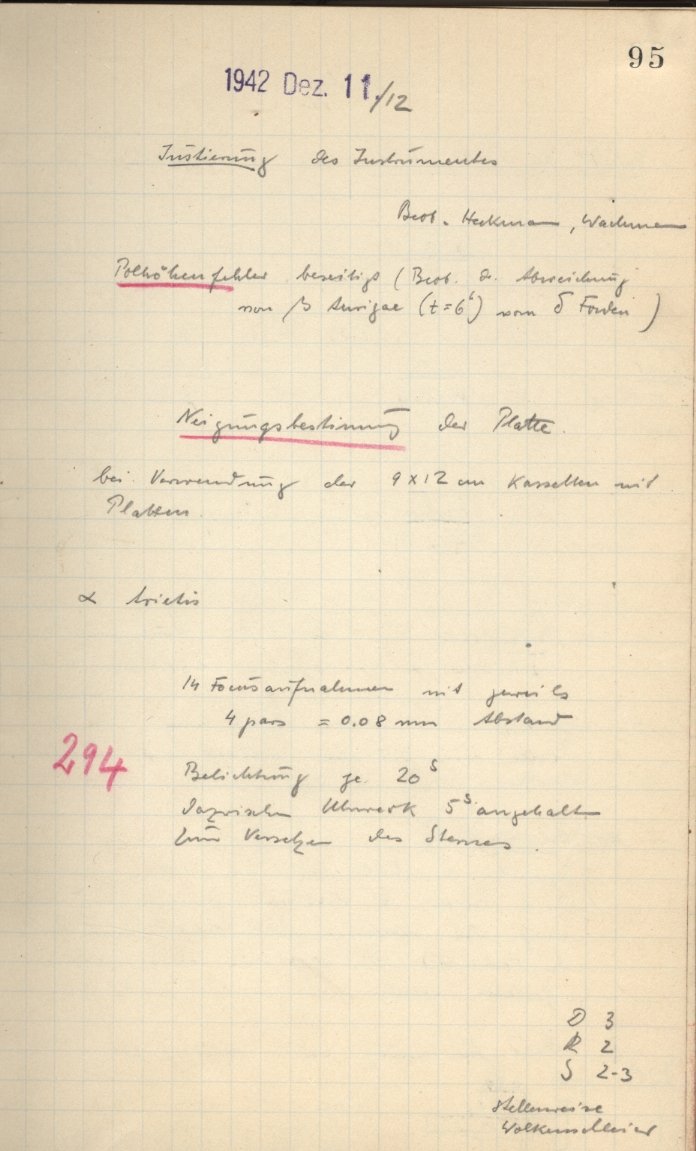 95
1942 Dez. 11./12
Justierung des Instrumentes
Beob. Heckmann, Wachmann
Polhöhenfehler beseitigt (Beob. d. Abweichung
von β Aurigae (t = 6h) vom δ Faden)
Neigungsbestimmung der Platte.
bei Verwendung der 9 x 12 cm Kassetten mit
Platten.
α Arietis
14 Focusaufnahmen mit jeweils
4 pars = 0.08 mm Abstand
294
Belichtung je 20s
dazwischen Uhrwerk 5s angehalten
zum Versetzen des Sternes.
D 3
R 2
S 2-3
stellenweise
Wolkenschleier